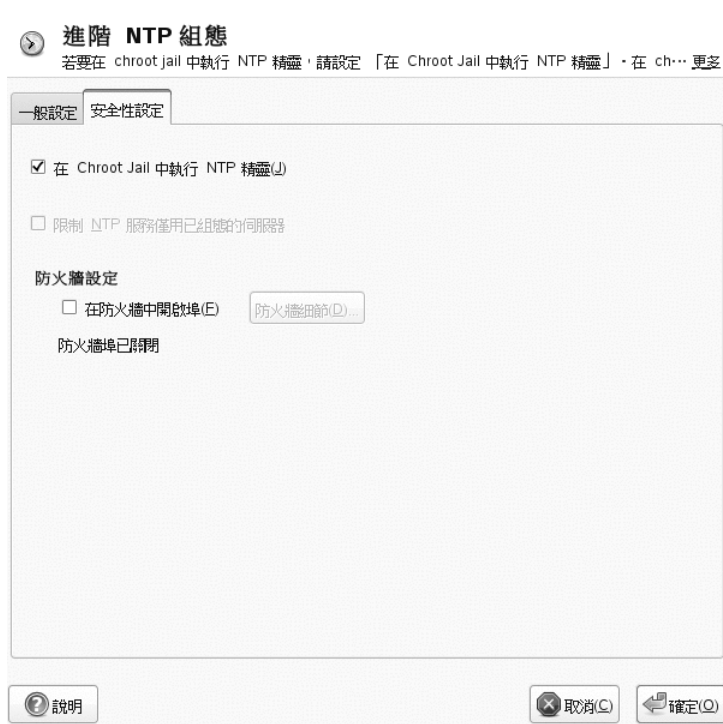 進階 NTP 組態
若要在 chroot jail 中執行 NTP 精靈，請設定 「在 Chroot Jail 中執行 NTP 精靈」。在 ch… 更多
一般設定 安全性設定
在 Chroot Jail 中執行 NTP 精靈(J)
限制 NTP 服務僅用已組態的伺服器
防火牆設定
在防火牆中開啟埠(F) 防火牆細節(D)...
防火牆埠已關閉
說明 取消(C) 確定(O)